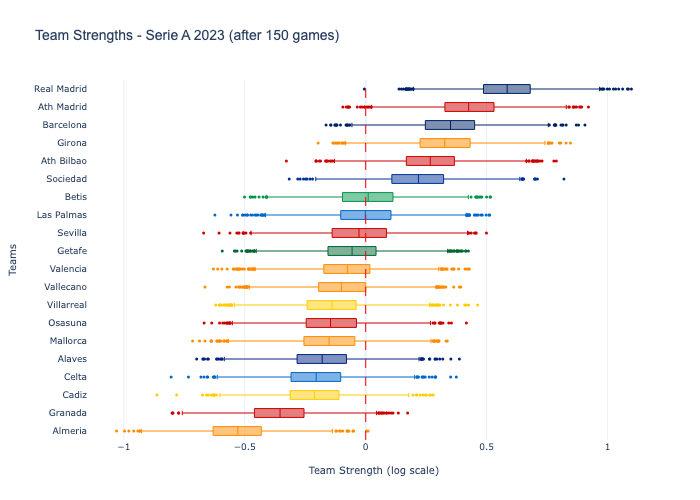 Team Strengths - Serie A 2023 (after 150 games)
Real Madrid
Ath Madrid
Barcelona
Girona
Ath Bilbao
Sociedad
Betis
Las Palmas
Sevilla
Getafe
Valencia
Vallecano
Villarreal
Osasuna
Mallorca
Alaves
Celta
Cadiz
Granada
Almeria
Teams
−1
−0.5
0
0.5
1
Team Strength (log scale)